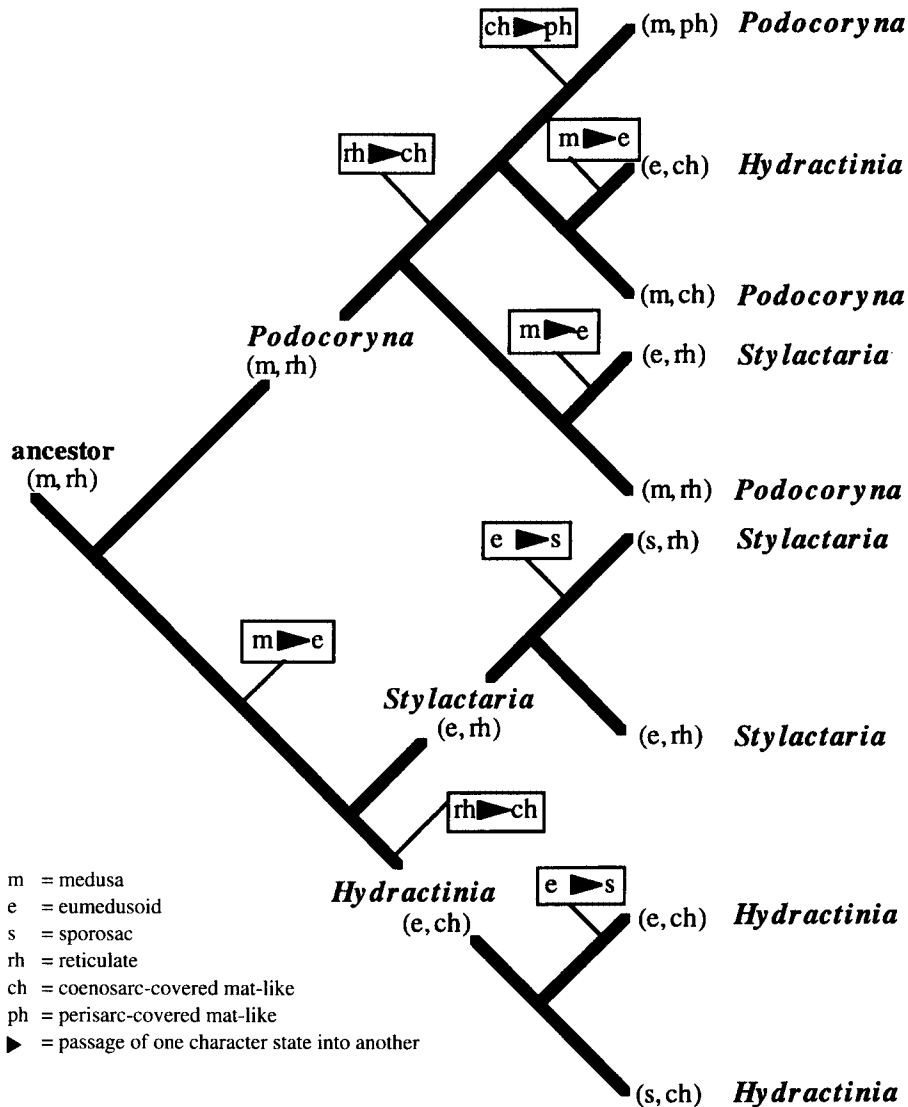 ch ▶ ph
(m, ph) Podocoryna
m ▶ e
rh ▶ ch
(e, ch) Hydractinia
(m, ch) Podocoryna
m ▶ e
Podocoryna
(m, rh)
(e, rh) Stylactaria
ancestor
(m, rh)
(m, rh) Podocoryna
e ▶ s
(s, rh) Stylactaria
m ▶ e
Stylactaria
(e, rh)
(e, rh) Stylactaria
rh ▶ ch
Hydractinia
(e, ch)
e ▶ s
(e, ch) Hydractinia
(s, ch) Hydractinia
m = medusa
e = eumedusoid
s = sporosac
rh = reticulate
ch = coenosarc-covered mat-like
ph = perisarc-covered mat-like
▶ = passage of one character state into another